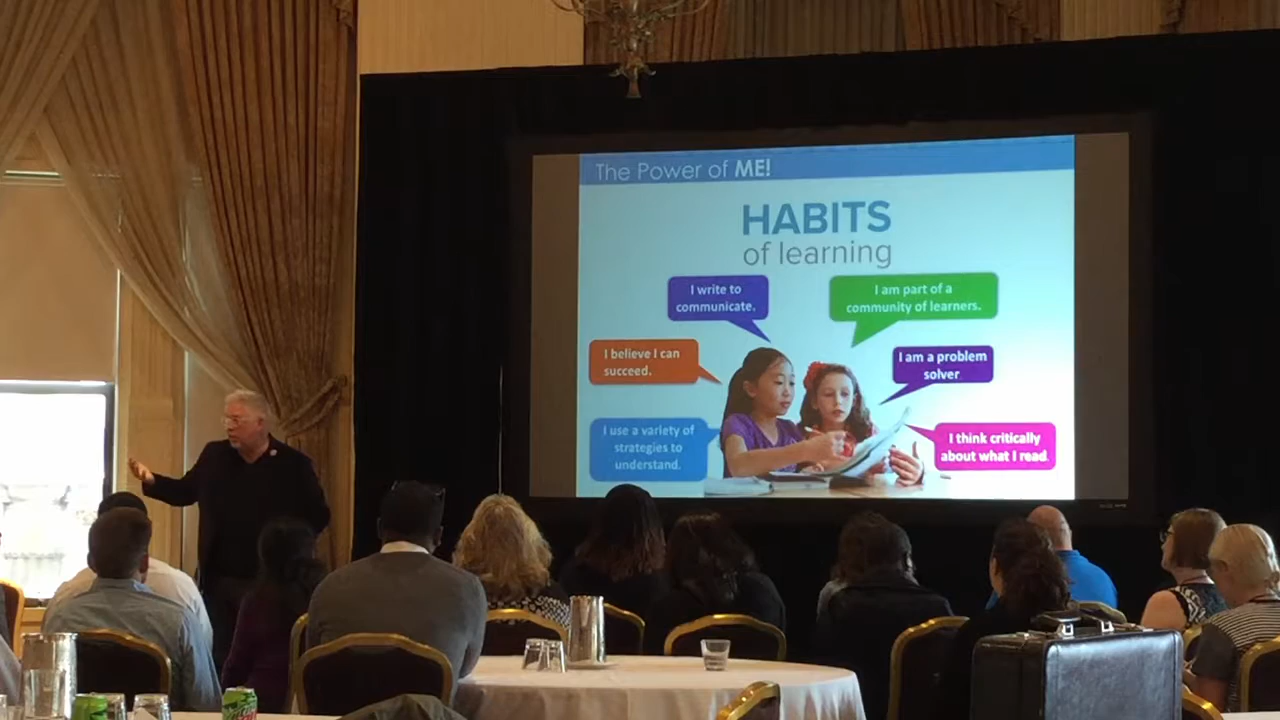 The Power of ME!
HABITS
of learning
I write to
communicate.
I am part of a
community of learners.
I believe I can
succeed.
I am a problem
solver
I use a variety of
strategies to
understand.
I think critically
about what I read.